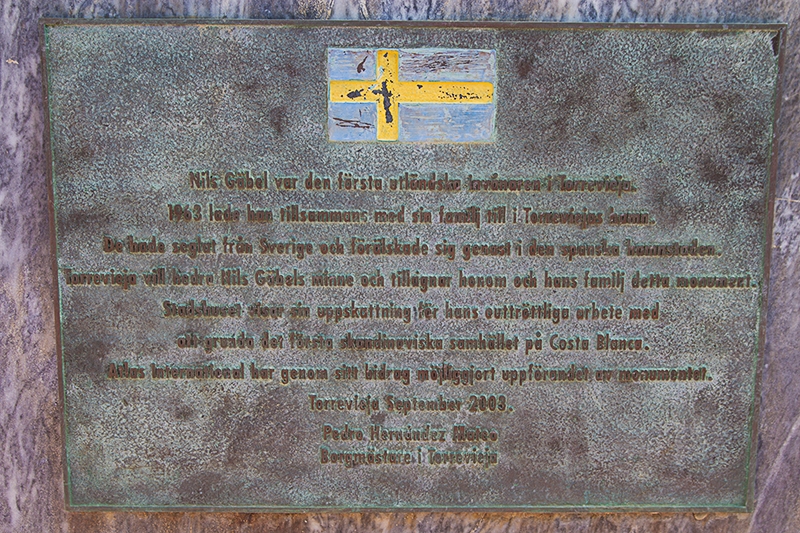 Nils Gäbel var den första utländska invånaren i Torrevieja.
1963 lade han tillsammans med sin familj till i Torreviejas hamn.
De hade seglat från Sverige och förälskade sig genast i den spanska hamnstaden.
Torrevieja vill hedra Nils Gäbels minne och tillägnar honom och hans familj detta monument.
Stadshuset visar sin uppskattning för hans outtröttliga arbete med
att grunda det första skandinaviska samhället på Costa Blanca.
International har genom sitt bidrag möjliggjort uppförandet av monumentet.
Torrevieja September 2003.
Pedro Hernández Mateo
Borgmästare i Torrevieja